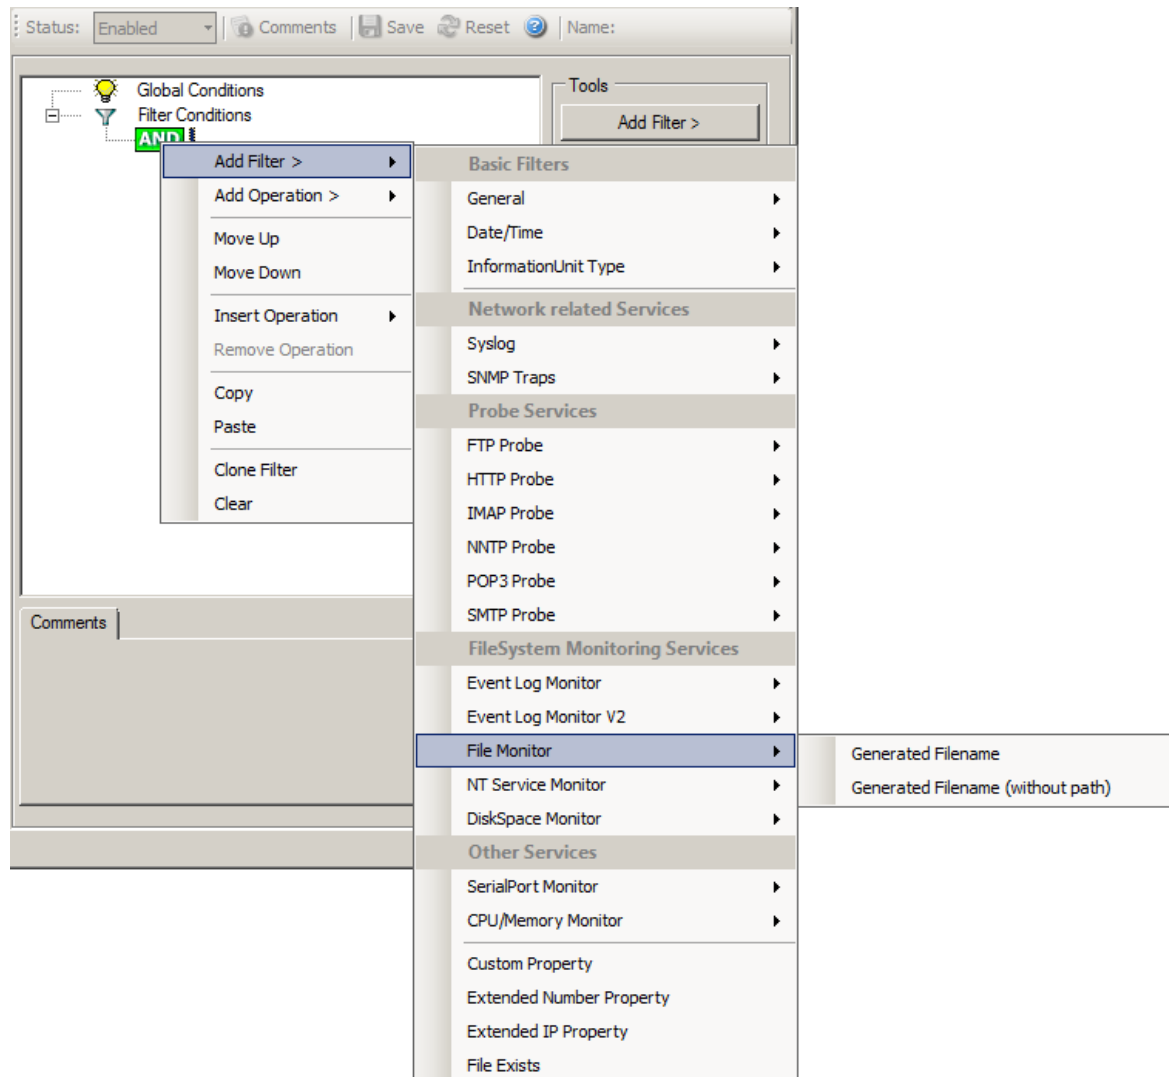 Status: Enabled Comments Save Reset Name:
Global Conditions
Filter Conditions
AND
Tools
Add Filter >
Add Filter >
Add Operation >
Move Up
Move Down
Insert Operation
Remove Operation
Copy
Paste
Clone Filter
Clear
Basic Filters
General
Date/Time
InformationUnit Type
Network related Services
Syslog
SNMP Traps
Probe Services
FTP Probe
HTTP Probe
IMAP Probe
NNTP Probe
POP3 Probe
SMTP Probe
FileSystem Monitoring Services
Event Log Monitor
Event Log Monitor V2
File Monitor
NT Service Monitor
DiskSpace Monitor
Other Services
SerialPort Monitor
CPU/Memory Monitor
Custom Property
Extended Number Property
Extended IP Property
File Exists
Generated Filename
Generated Filename (without path)
Comments